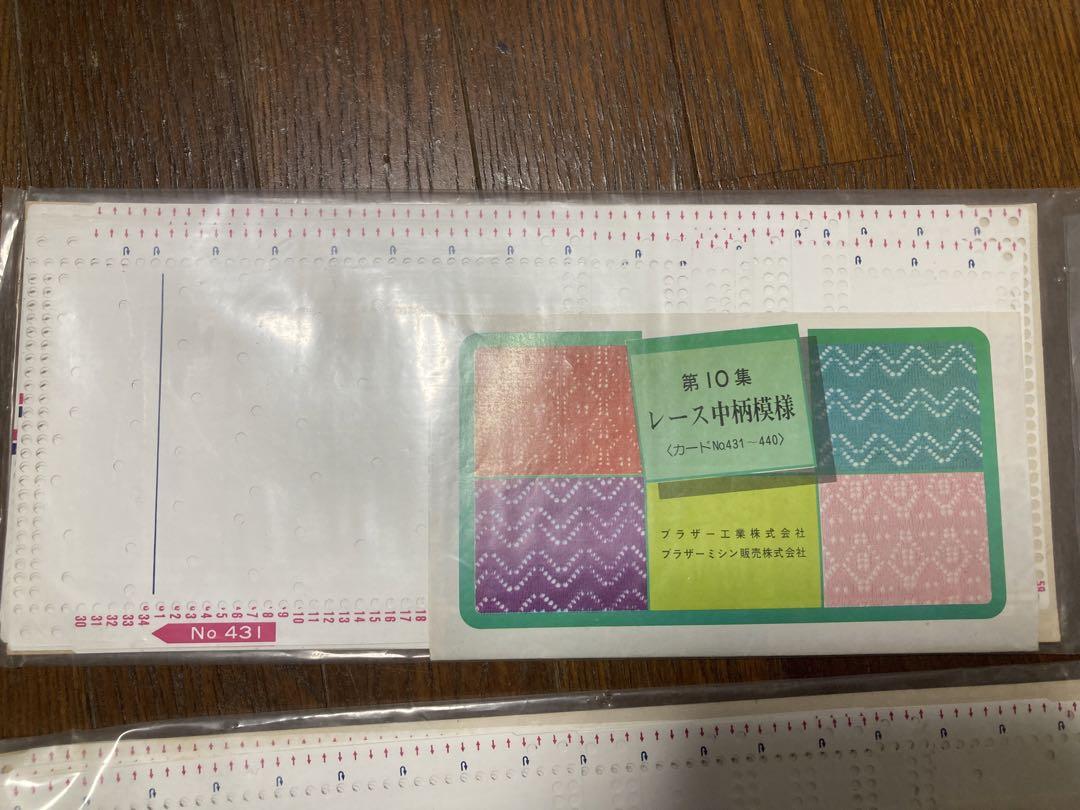 第10集
レース中柄模様
〈カードNo.431〜440〉
ブラザー工業株式会社
ブラザーミシン販売株式会社
30 31 32 33 34 1 2 3 4 5 6 7 8 9 10 11 12 13 14 15 16 17 18
No 431